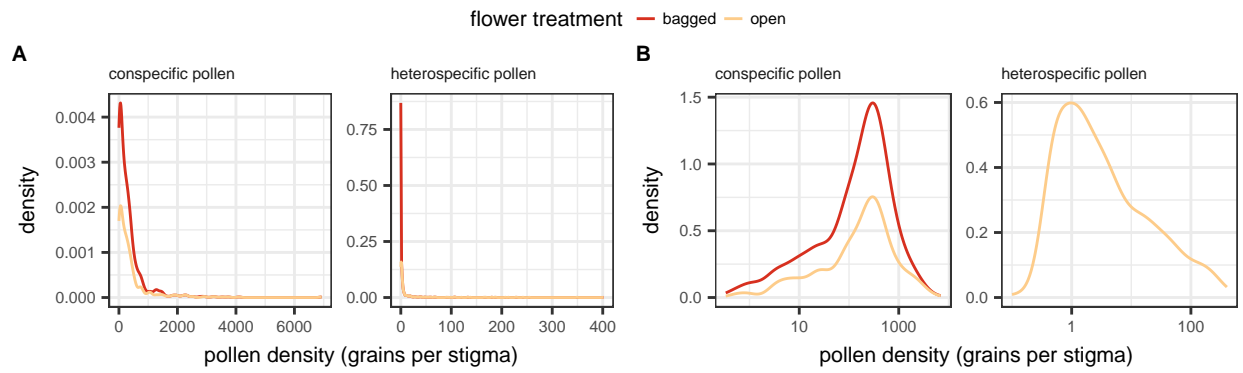 flower treatment bagged open
A
B
conspecific pollen
heterospecific pollen
conspecific pollen
heterospecific pollen
density
0.004
0.003
0.002
0.001
0.000
0 2000 4000 6000
0.75
0.50
0.25
0.00
0 100 200 300 400
pollen density (grains per stigma)
density
1.5
1.0
0.5
0.0
10 1000
0.6
0.4
0.2
0.0
1 100
pollen density (grains per stigma)